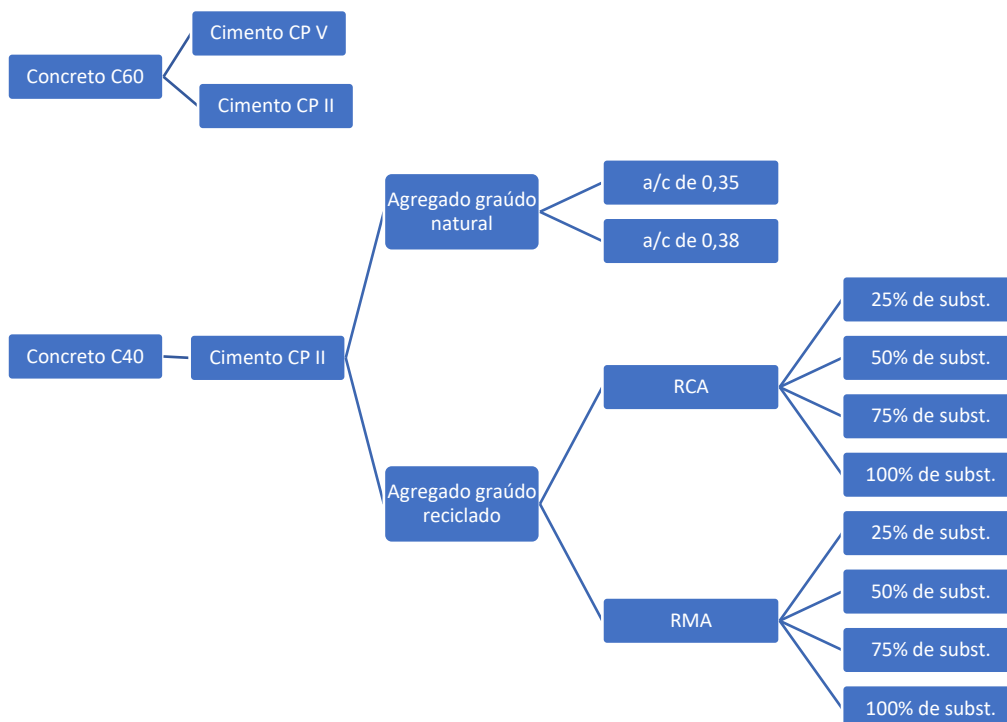 Concreto C60
Cimento CP V
Cimento CP II
Concreto C40
Cimento CP II
Agregado graúdo
natural
a/c de 0,35
a/c de 0,38
Agregado graúdo
reciclado
RCA
25% de subst.
50% de subst.
75% de subst.
100% de subst.
RMA
25% de subst.
50% de subst.
75% de subst.
100% de subst.